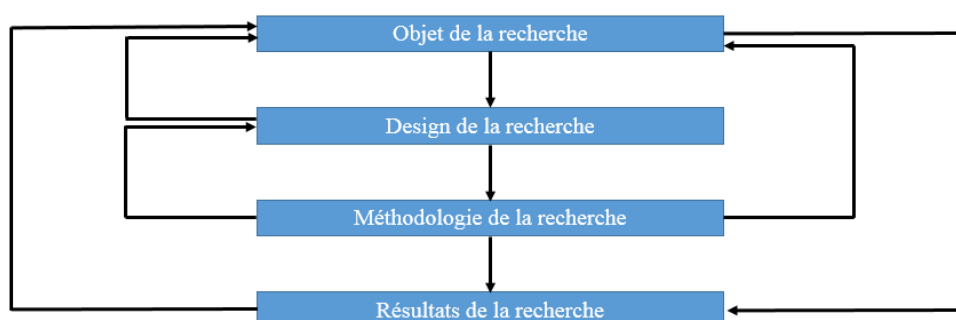 Objet de la recherche
Design de la recherche
Méthodologie de la recherche
Résultats de la recherche